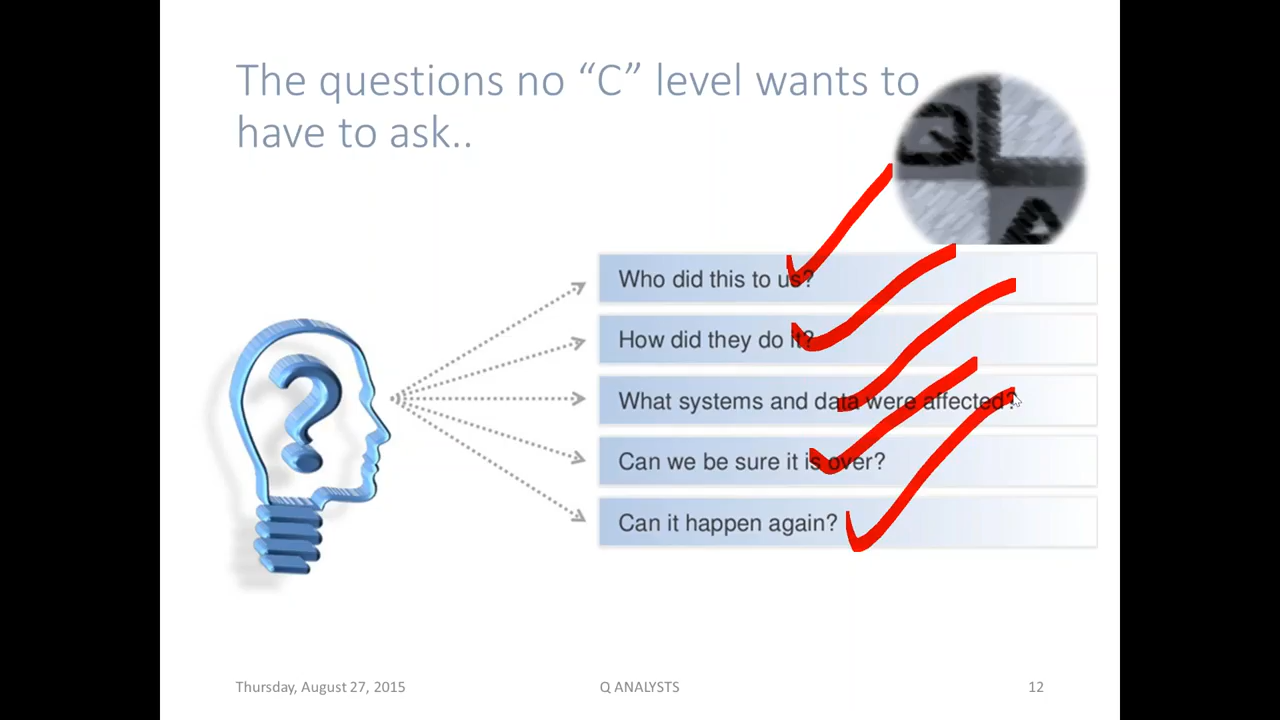 The questions no “C” level wants to
have to ask..
Q
A
Who did this to us?
How did they do it?
What systems and data were affected?
Can we be sure it is over?
Can it happen again?
?
Thursday, August 27, 2015
Q ANALYSTS
12